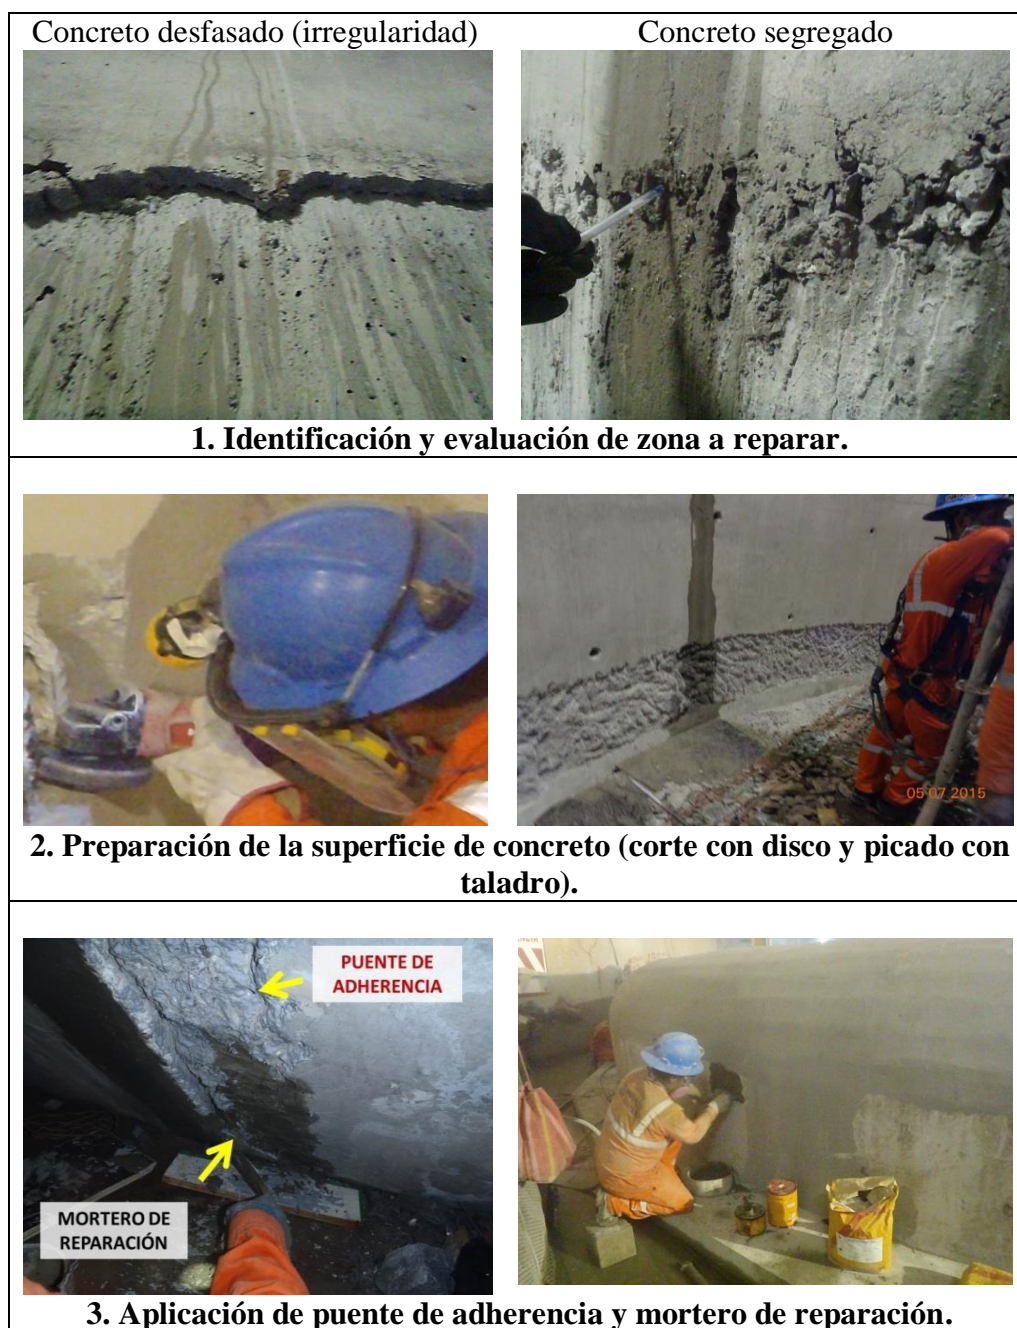 Concreto desfasado (irregularidad)
Concreto segregado
1. Identificación y evaluación de zona a reparar.
05 07 2015
2. Preparación de la superficie de concreto (corte con disco y picado con
taladro).
PUENTE DE
ADHERENCIA
MORTERO DE
REPARACIÓN
3. Aplicación de puente de adherencia y mortero de reparación.